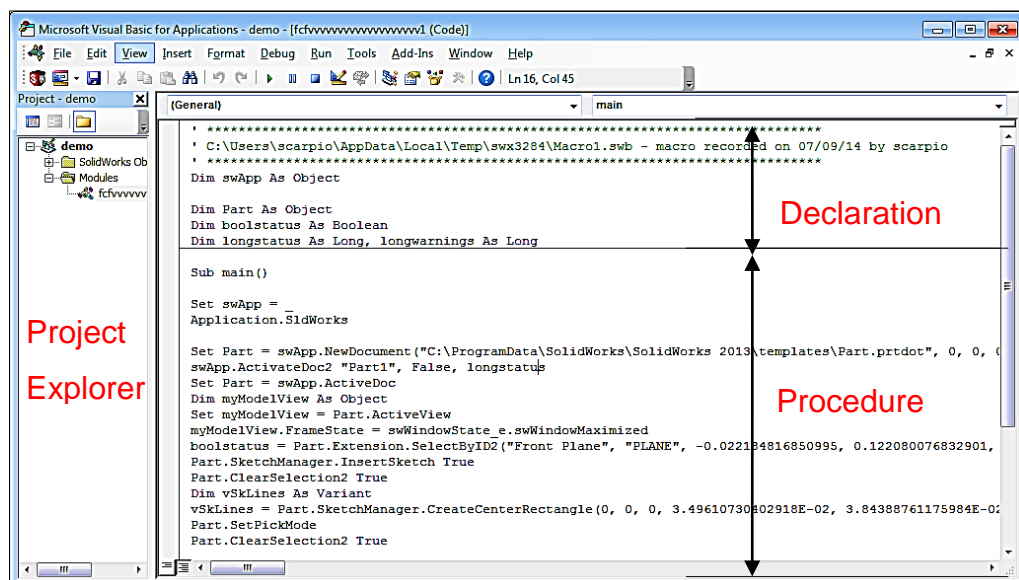 Microsoft Visual Basic for Applications - demo - [fcfvvvvvvvvvvvvvvvvv1 (Code)]
File Edit View Insert Format Debug Run Tools Add-Ins Window Help
Ln 16, Col 45
Project - demo
(General) main
demo
SolidWorks Ob
Modules
fcfvvvvvv
' *******************************************************************************
' C:\Users\scarpio\AppData\Local\Temp\swx3284\Macro1.swb - macro recorded on 07/09/14 by scarpio
' *******************************************************************************
Dim swApp As Object
Dim Part As Object
Dim boolstatus As Boolean
Dim longstatus As Long, longwarnings As Long
Declaration
Sub main()
Set swApp = _
Application.SldWorks
Set Part = swApp.NewDocument("C:\ProgramData\SolidWorks\SolidWorks 2013\templates\Part.prtdot", 0, 0, 
swApp.ActivateDoc2 "Part1", False, longstatus
Set Part = swApp.ActiveDoc
Dim myModelView As Object
Set myModelView = Part.ActiveView
myModelView.FrameState = swWindowState_e.swWindowMaximized
boolstatus = Part.Extension.SelectByID2("Front Plane", "PLANE", -0.022184816850995, 0.122080076832901,
Part.SketchManager.InsertSketch True
Part.ClearSelection2 True
Dim vSkLines As Variant
vSkLines = Part.SketchManager.CreateCenterRectangle(0, 0, 0, 3.49610730402918E-02, 3.84388761175984E-02
Part.SetPickMode
Part.ClearSelection2 True
Project
Explorer
Procedure